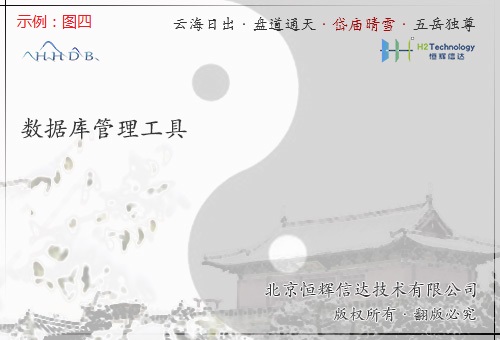 示例：图四
云海日出 · 盘道通天 · 岱庙晴雪 · 五岳独尊
HHDB
H2Technology
恒辉信达
数据库管理工具
北京恒辉信达技术有限公司
版权所有 · 翻版必究